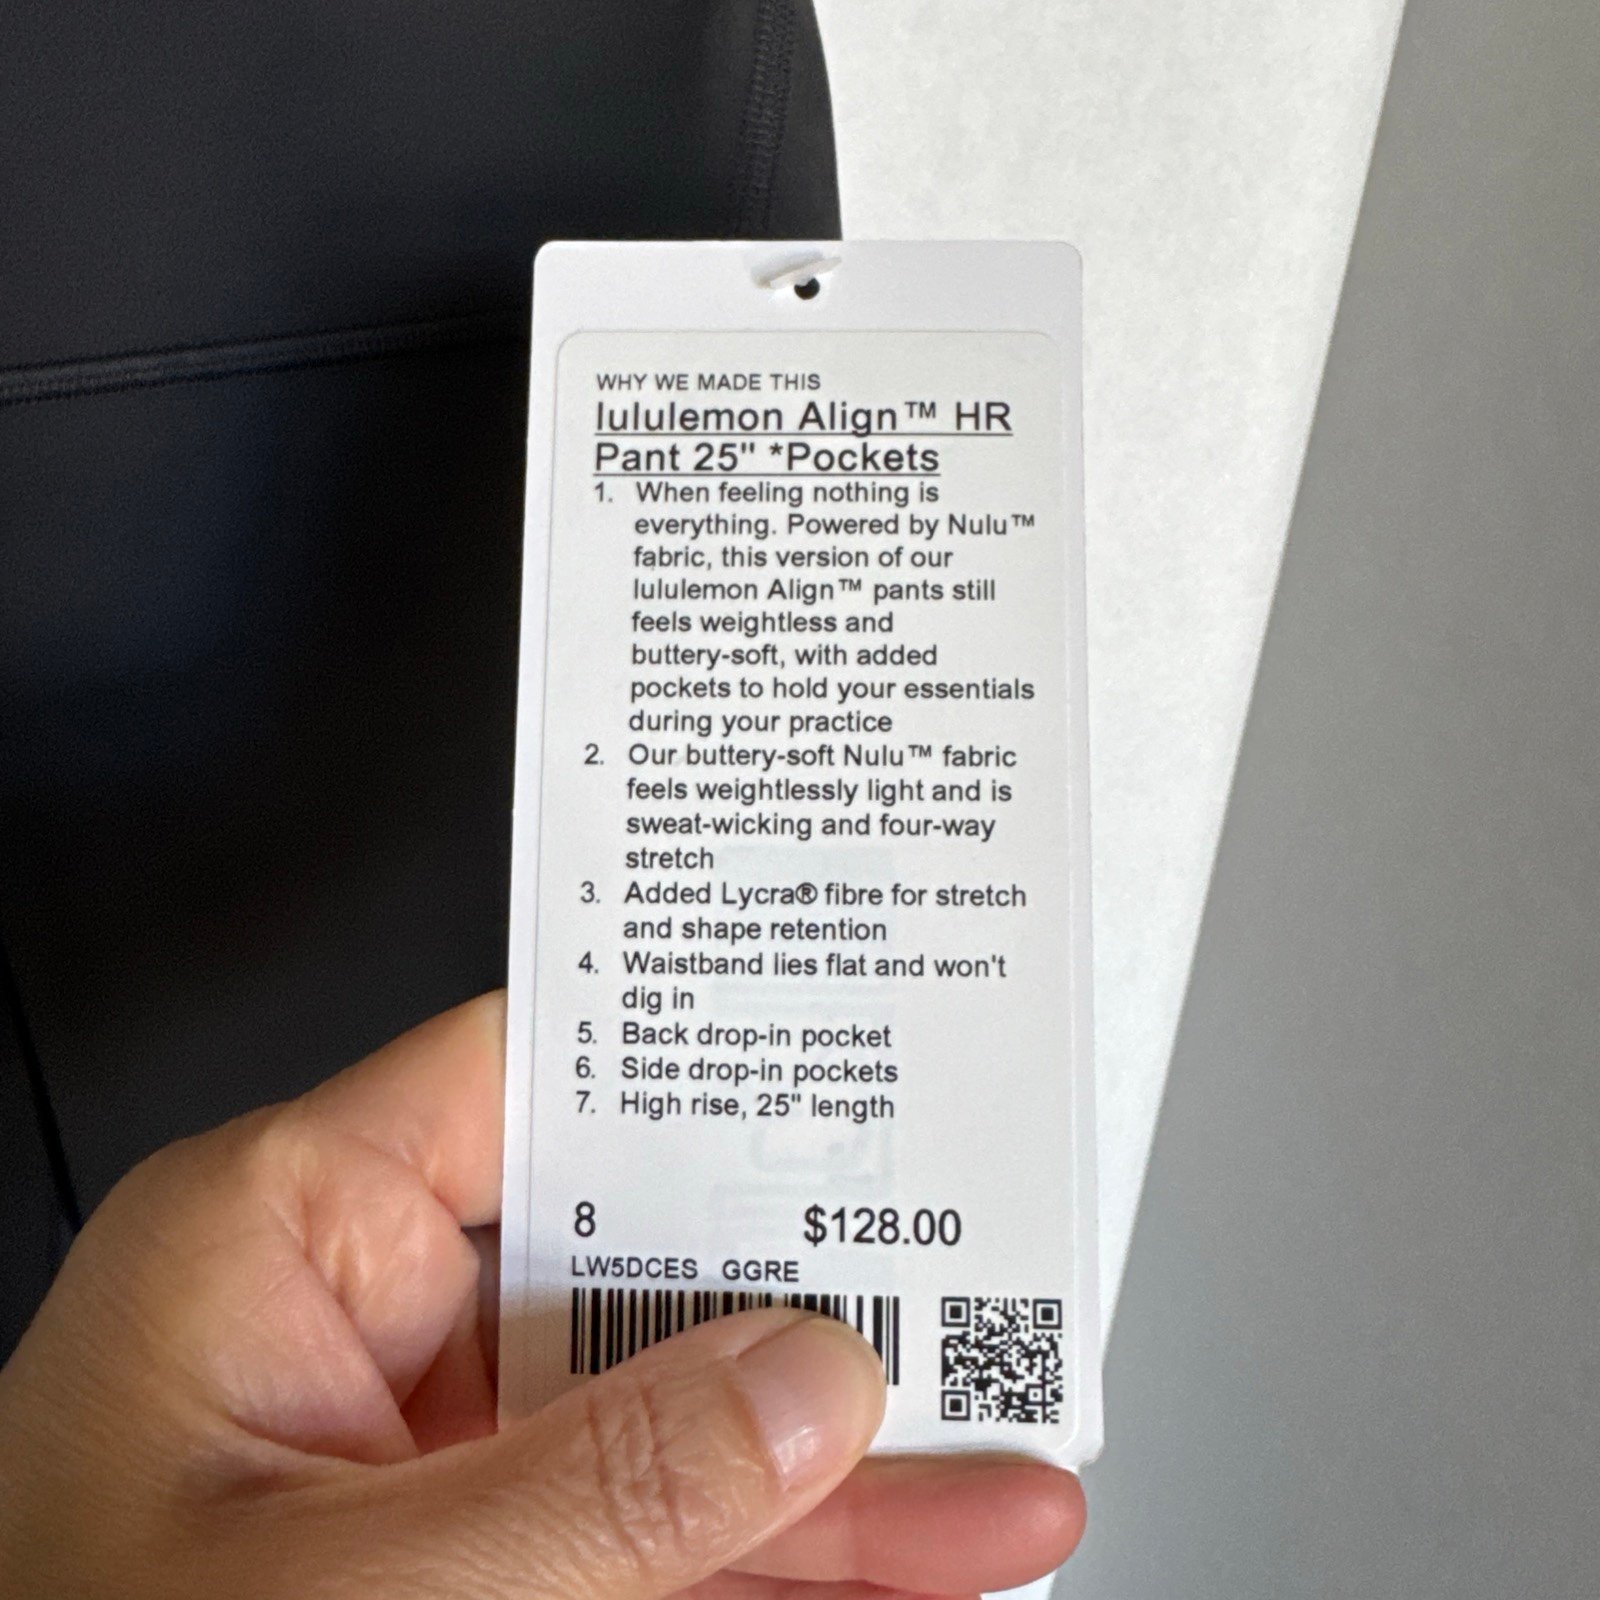 WHY WE MADE THIS
lululemon Align™ HR
Pant 25" *Pockets
1. When feeling nothing is
everything. Powered by Nulu™
fabric, this version of our
lululemon Align™ pants still
feels weightless and
buttery-soft, with added
pockets to hold your essentials
during your practice
2. Our buttery-soft Nulu™ fabric
feels weightlessly light and is
sweat-wicking and four-way
stretch
3. Added Lycra® fibre for stretch
and shape retention
4. Waistband lies flat and won't
dig in
5. Back drop-in pocket
6. Side drop-in pockets
7. High rise, 25" length
8 $128.00
LW5DCES GGRE